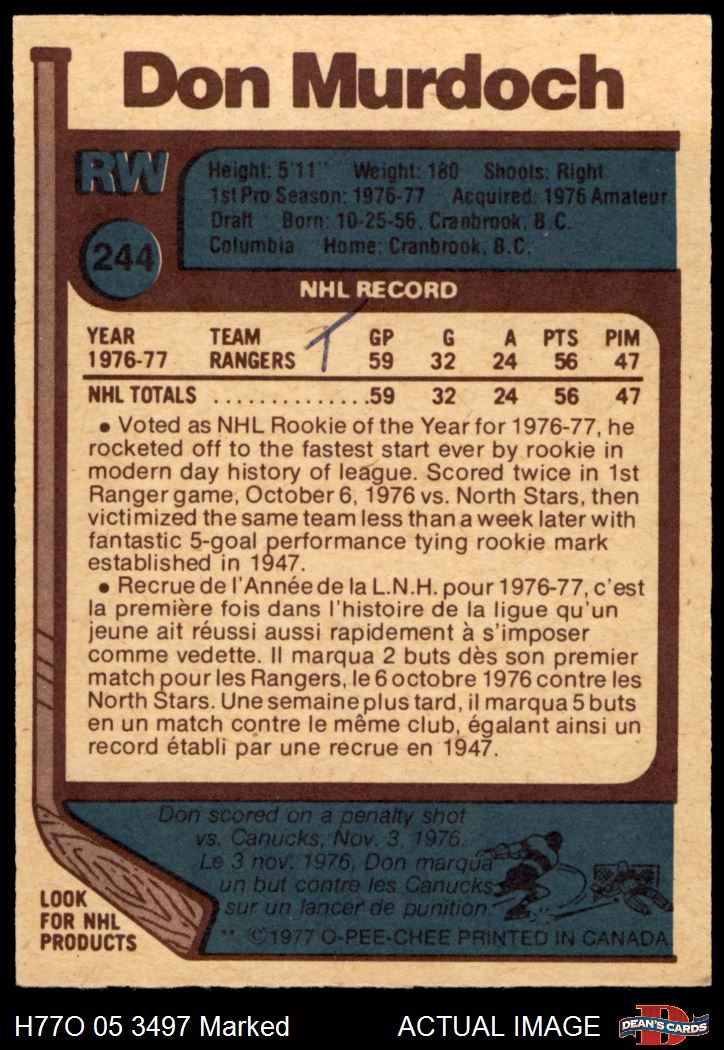 Don Murdoch
RW
Height: 5'11" Weight: 180 Shoots: Right
1st Pro Season: 1976-77 Acquired: 1976 Amateur
Draft Born: 10-25-56, Cranbrook, B.C.
Columbia Home: Cranbrook, B.C.
244
NHL RECORD
T
YEAR TEAM GP G A PTS PIM
1976-77 RANGERS 59 32 24 56 47
NHL TOTALS ..............59 32 24 56 47
• Voted as NHL Rookie of the Year for 1976-77, he
rocketed off to the fastest start ever by rookie in
modern day history of league. Scored twice in 1st
Ranger game, October 6, 1976 vs. North Stars, then
victimized the same team less than a week later with
fantastic 5-goal performance tying rookie mark
established in 1947.
• Recrue de l'Année de la L.N.H. pour 1976-77, c'est
la première fois dans l'histoire de la ligue qu'un
jeune ait réussi aussi rapidement à s'imposer
comme vedette. Il marqua 2 buts dès son premier
match pour les Rangers, le 6 octobre 1976 contre les
North Stars. Une semaine plus tard, il marqua 5 buts
en un match contre le même club, égalant ainsi un
record établi par une recrue en 1947.
Don scored on a penalty shot
vs. Canucks, Nov. 3, 1976.
Le 3 nov. 1976, Don marqua
un but contre les Canucks
sur un lancer de punition.
LOOK
FOR NHL
PRODUCTS
** ©1977 O-PEE-CHEE PRINTED IN CANADA
H77O 05 3497 Marked ACTUAL IMAGE
D
DEAN'S CARDS